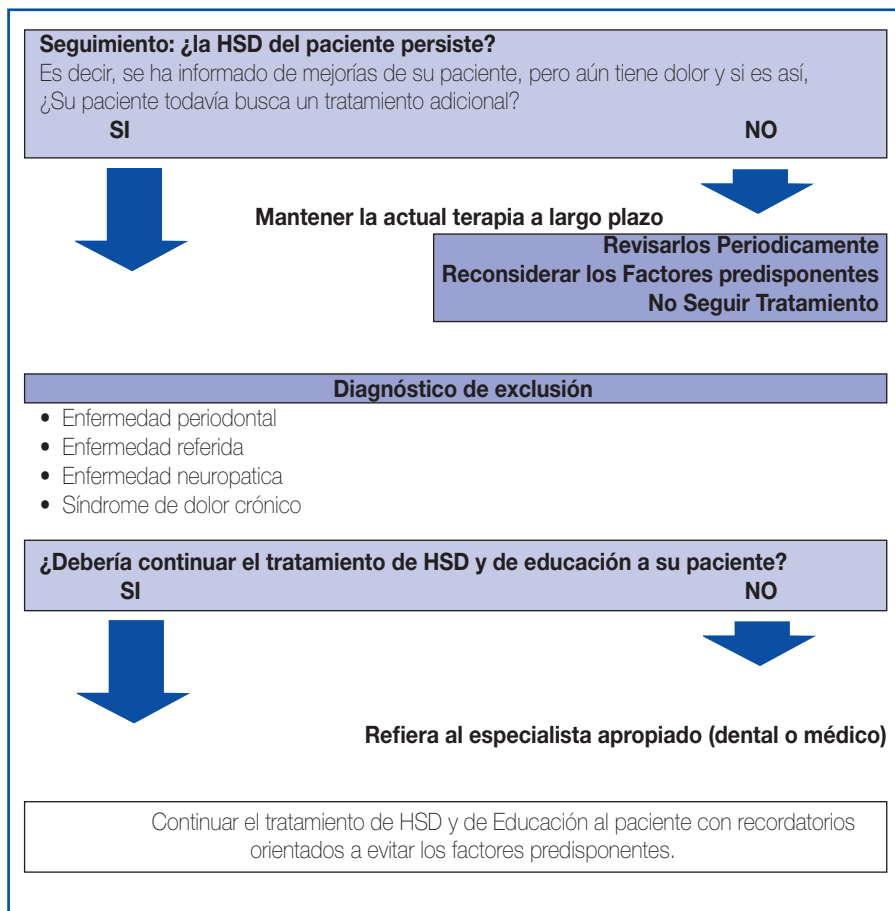 Seguimiento: ¿la HSD del paciente persiste?
Es decir, se ha informado de mejorías de su paciente, pero aún tiene dolor y si es así,
¿Su paciente todavía busca un tratamiento adicional?
SI NO
Mantener la actual terapia a largo plazo
Revisarlos Periodicamente
Reconsiderar los Factores predisponentes
No Seguir Tratamiento
Diagnóstico de exclusión
• Enfermedad periodontal
• Enfermedad referida
• Enfermedad neuropatica
• Síndrome de dolor crónico
¿Debería continuar el tratamiento de HSD y de educación a su paciente?
SI NO
Refiera al especialista apropiado (dental o médico)
Continuar el tratamiento de HSD y de Educación al paciente con recordatorios
orientados a evitar los factores predisponentes.